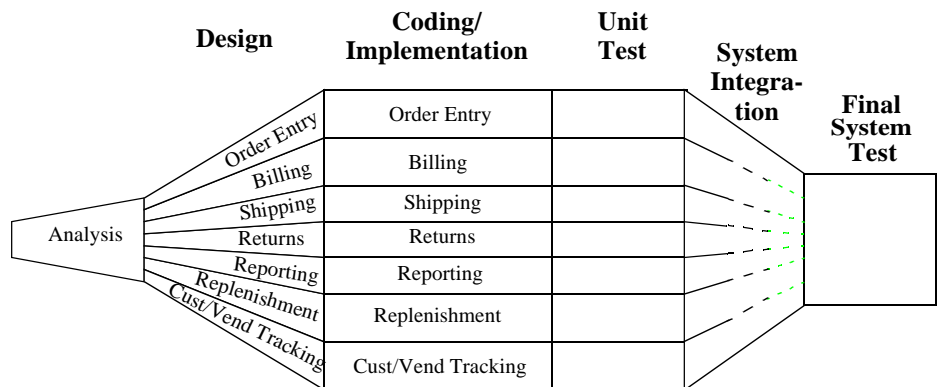 Design
Coding/
Implementation
Unit
Test
System
Integra-
tion
Final
System
Test
Analysis
Order Entry
Billing
Shipping
Returns
Reporting
Replenishment
Cust/Vend Tracking
Order Entry
Billing
Shipping
Returns
Reporting
Replenishment
Cust/Vend Tracking